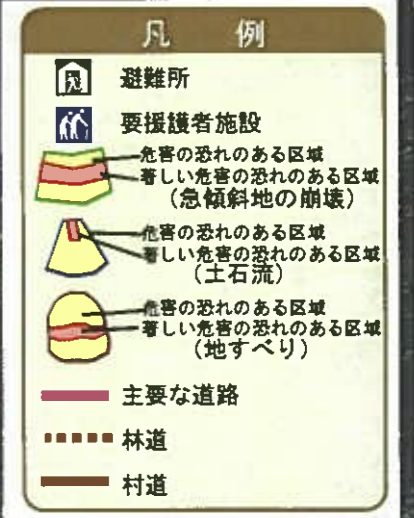 凡 例
避難所
要援護者施設
危害の恐れのある区域
著しい危害の恐れのある区域
(急傾斜地の崩壊)
危害の恐れのある区域
著しい危害の恐れのある区域
(土石流)
危害の恐れのある区域
著しい危害の恐れのある区域
(地すべり)
主要な道路
林道
村道